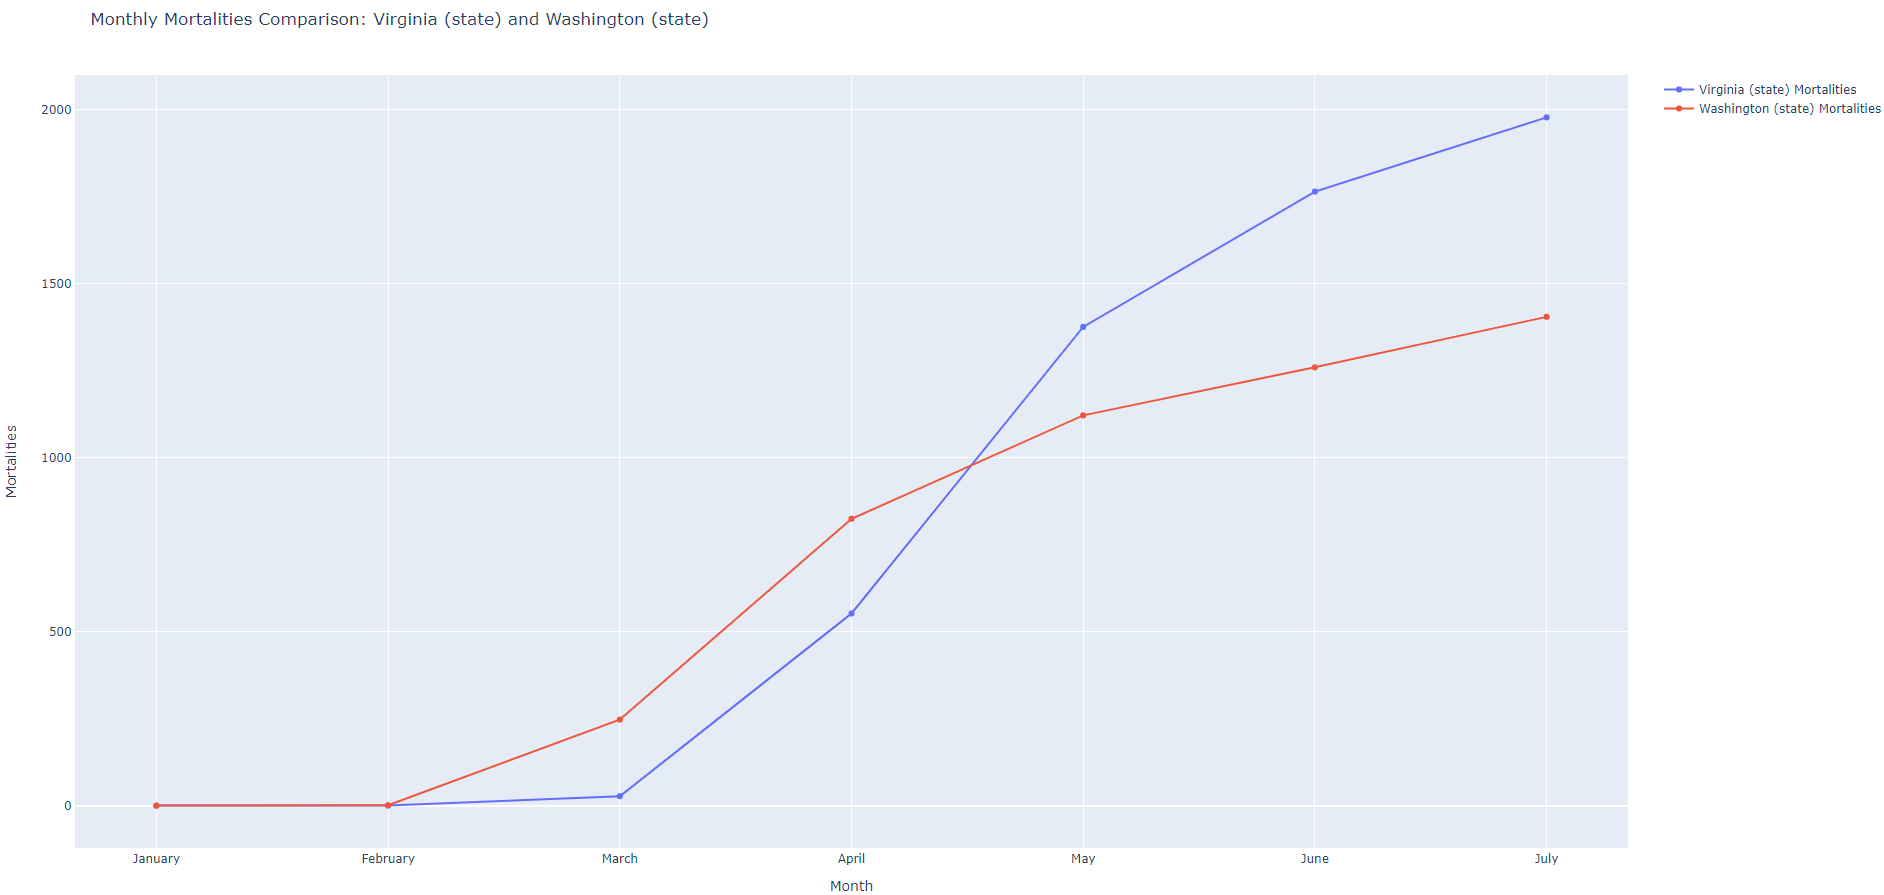 Monthly Mortalities Comparison: Virginia (state) and Washington (state)
Virginia (state) Mortalities
Washington (state) Mortalities
2000
1500
1000
500
0
Mortalities
January February March April May June July
Month